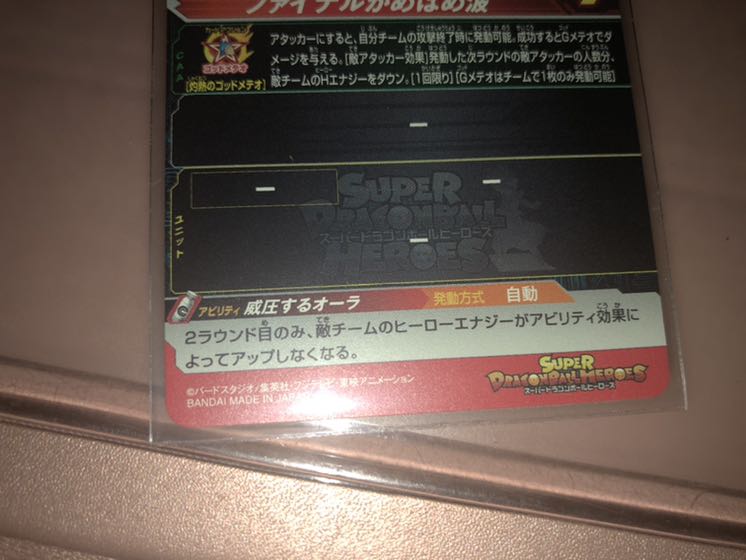 ファイナルかめはめ波
アタッカーにすると、自分チームの攻撃終了時に発動可能。成功するとGメテオでダ
メージを与える。[敵アタッカー効果]発動した次ラウンドの敵アタッカーの人数分、
敵チームのHエナジーをダウン。[1回限り][Gメテオはチームで1枚のみ発動可能]
カードアクション
ゴッドメテオ
[灼熱のゴッドメテオ]
CAA
ー
ー
ー
ー
ユニット
SUPER
DRAGONBALL
スーパードラゴンボールヒーローズ
HEROES
アビリティ 威圧するオーラ 発動方式 自動
2ラウンド目のみ、敵チームのヒーローエナジーがアビリティ効果に
よってアップしなくなる。
©バードスタジオ/集英社・フジテレビ・東映アニメーション
BANDAI MADE IN JAPAN
SUPER
DRAGONBALL HEROES
スーパードラゴンボールヒーローズ